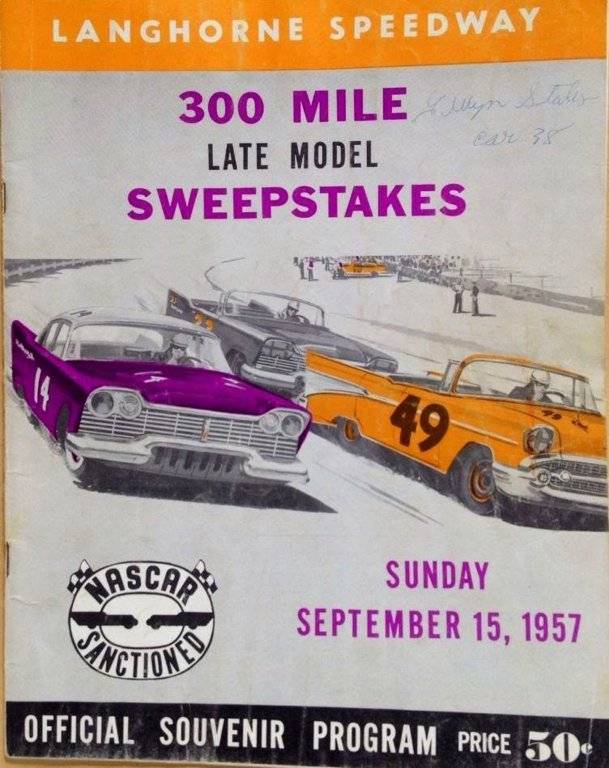 LANGHORNE SPEEDWAY
300 MILE
LATE MODEL
SWEEPSTAKES
Stales
car 38
14
49
NASCAR
SANCTIONED
SUNDAY
SEPTEMBER 15, 1957
OFFICIAL SOUVENIR PROGRAM PRICE 50¢